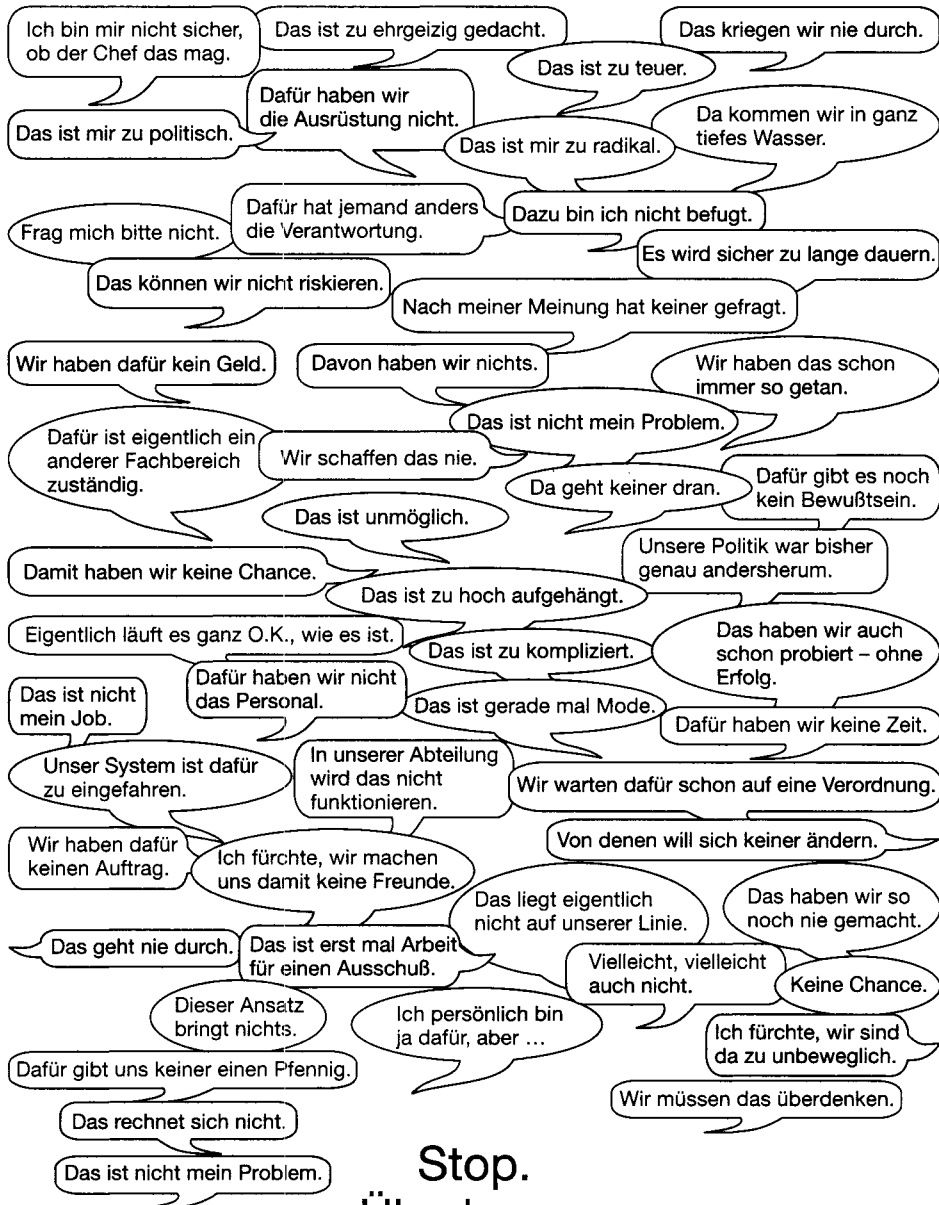 Ich bin mir nicht sicher,
ob der Chef das mag.
Das ist zu ehrgeizig gedacht.
Das kriegen wir nie durch.
Das ist zu teuer.
Dafür haben wir
die Ausrüstung nicht.
Das ist mir zu politisch.
Das ist mir zu radikal.
Da kommen wir in ganz
tiefes Wasser.
Frag mich bitte nicht.
Dafür hat jemand anders
die Verantwortung.
Dazu bin ich nicht befugt.
Es wird sicher zu lange dauern.
Das können wir nicht riskieren.
Nach meiner Meinung hat keiner gefragt.
Wir haben dafür kein Geld.
Davon haben wir nichts.
Wir haben das schon
immer so getan.
Das ist nicht mein Problem.
Dafür ist eigentlich ein
anderer Fachbereich
zuständig.
Wir schaffen das nie.
Da geht keiner dran.
Dafür gibt es noch
kein Bewußtsein.
Das ist unmöglich.
Unsere Politik war bisher
genau andersherum.
Damit haben wir keine Chance.
Das ist zu hoch aufgehängt.
Eigentlich läuft es ganz O.K., wie es ist.
Das ist zu kompliziert.
Das haben wir auch
schon probiert – ohne
Erfolg.
Das ist nicht
mein Job.
Dafür haben wir nicht
das Personal.
Das ist gerade mal Mode.
Dafür haben wir keine Zeit.
Unser System ist dafür
zu eingefahren.
In unserer Abteilung
wird das nicht
funktionieren.
Wir warten dafür schon auf eine Verordnung.
Wir haben dafür
keinen Auftrag.
Ich fürchte, wir machen
uns damit keine Freunde.
Von denen will sich keiner ändern.
Das liegt eigentlich
nicht auf unserer Linie.
Das haben wir so
noch nie gemacht.
Das geht nie durch.
Das ist erst mal Arbeit
für einen Ausschuß.
Vielleicht, vielleicht
auch nicht.
Keine Chance.
Dieser Ansatz
bringt nichts.
Ich persönlich bin
ja dafür, aber ...
Ich fürchte, wir sind
da zu unbeweglich.
Dafür gibt uns keiner einen Pfennig.
Wir müssen das überdenken.
Das rechnet sich nicht.
Das ist nicht mein Problem.
Stop.